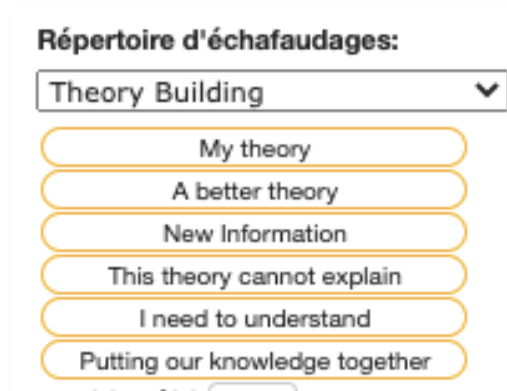 Répertoire d'échafaudages:
Theory Building
My theory
A better theory
New Information
This theory cannot explain
I need to understand
Putting our knowledge together